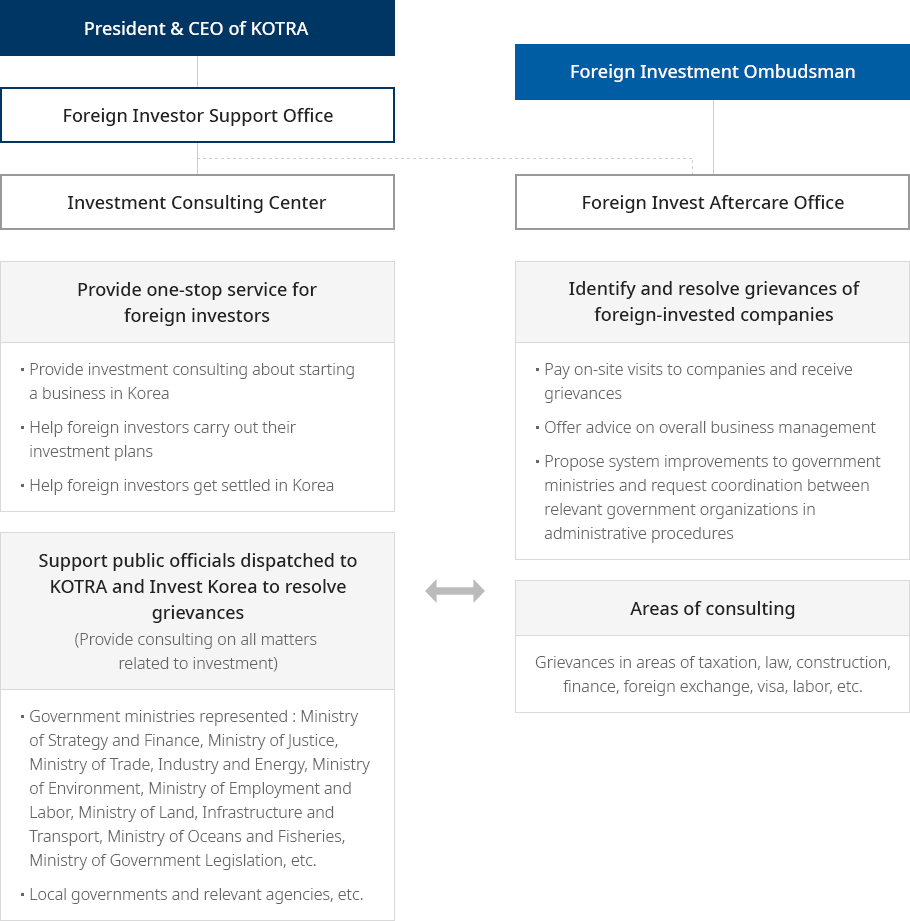 President & CEO of KOTRA
Foreign Investment Ombudsman
Foreign Investor Support Office
Investment Consulting Center
Foreign Invest Aftercare Office
Provide one-stop service for
foreign investors
• Provide investment consulting about starting
a business in Korea
• Help foreign investors carry out their
investment plans
• Help foreign investors get settled in Korea
Support public officials dispatched to
KOTRA and Invest Korea to resolve
grievances
(Provide consulting on all matters
related to investment)
• Government ministries represented : Ministry
of Strategy and Finance, Ministry of Justice,
Ministry of Trade, Industry and Energy, Ministry
of Environment, Ministry of Employment and
Labor, Ministry of Land, Infrastructure and
Transport, Ministry of Oceans and Fisheries,
Ministry of Government Legislation, etc.
• Local governments and relevant agencies, etc.
Identify and resolve grievances of
foreign-invested companies
• Pay on-site visits to companies and receive
grievances
• Offer advice on overall business management
• Propose system improvements to government
ministries and request coordination between
relevant government organizations in
administrative procedures
Areas of consulting
Grievances in areas of taxation, law, construction,
finance, foreign exchange, visa, labor, etc.